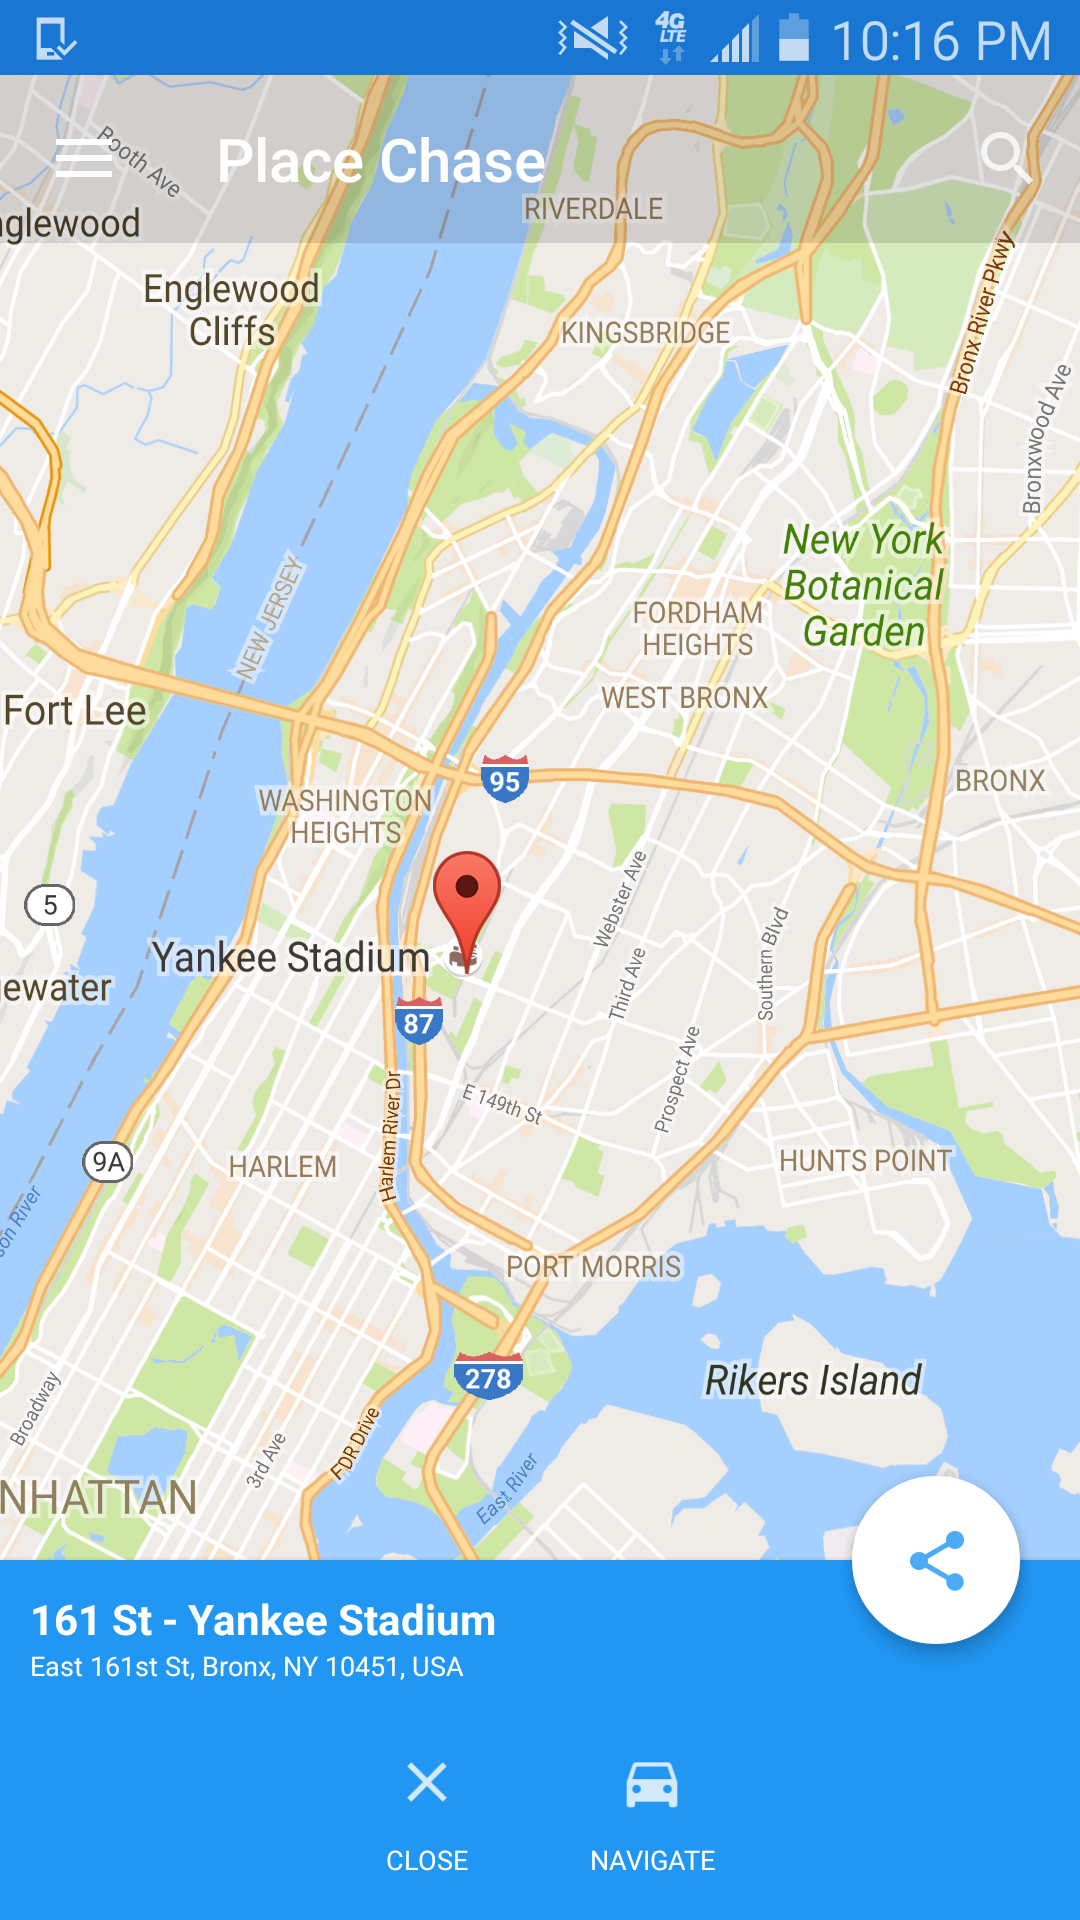 4G
LTE
10:16 PM
Booth Ave
Place Chase
RIVERDALE
nglewood
Bronx River Pkwy
Englewood
Cliffs
KINGSBRIDGE
Bronxwood Ave
New York
Botanical
Garden
NEW JERSEY
FORDHAM
HEIGHTS
WEST BRONX
Fort Lee
95
BRONX
WASHINGTON
HEIGHTS
Webster Ave
5
Southern Blvd
Yankee Stadium
Third Ave
ewater
87
Prospect Ave
E 149th St
Harlem River Dr
9A
HARLEM
HUNTS POINT
son River
PORT MORRIS
278
Rikers Island
Broadway
3rd Ave
FDR Drive
East River
NHATTAN
161 St - Yankee Stadium
East 161st St, Bronx, NY 10451, USA
CLOSE
NAVIGATE